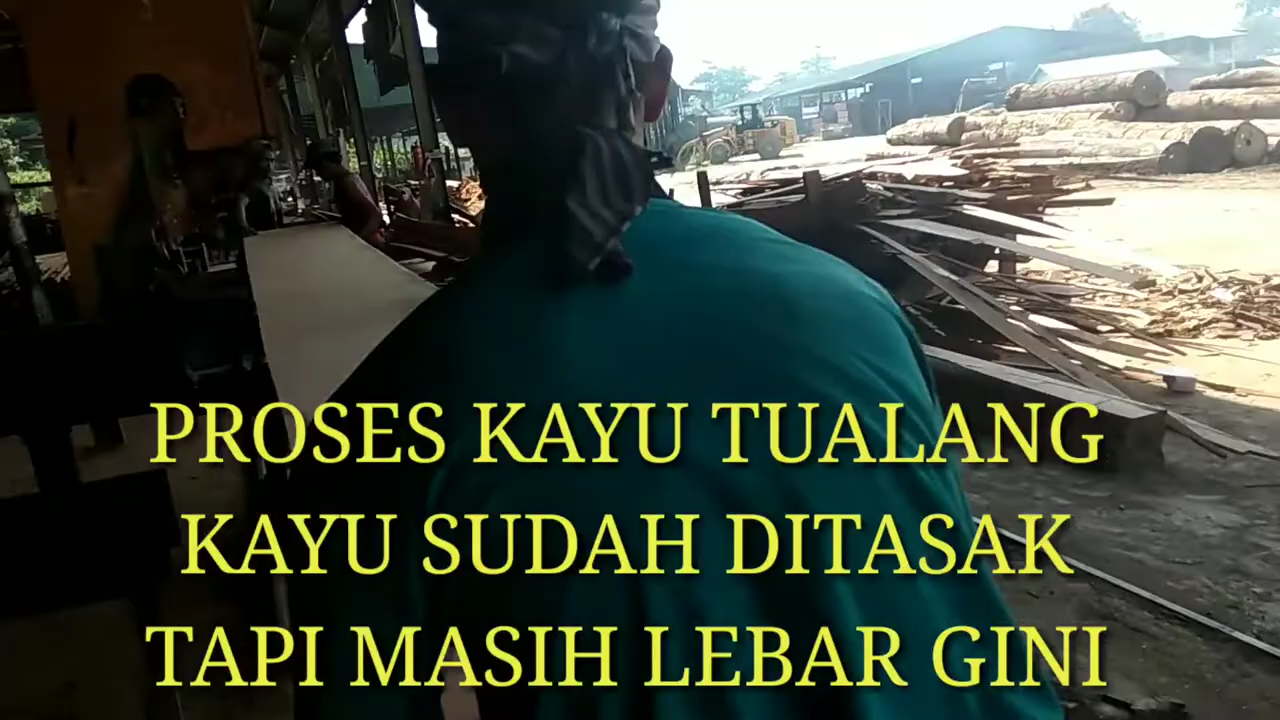 PROSES KAYU TUALANG
KAYU SUDAH DITASAK
TAPI MASIH LEBAR GINI